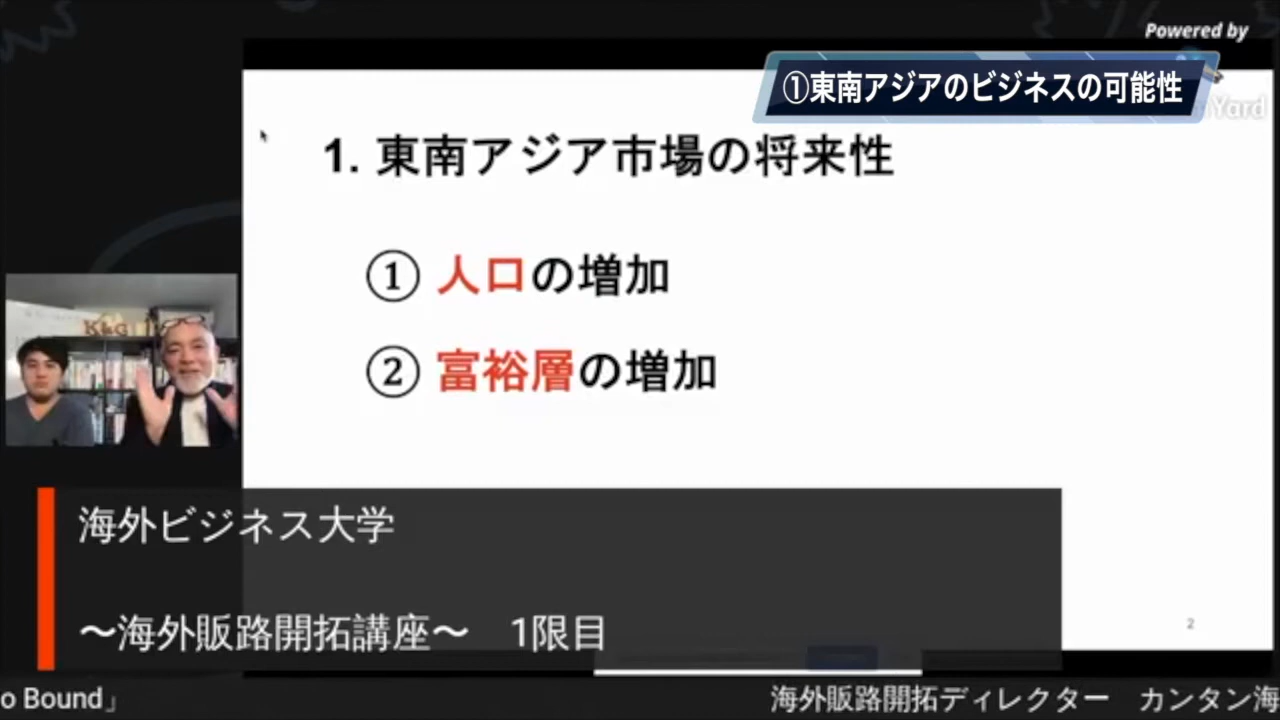 Powered by
①東南アジアのビジネスの可能性
Yard
1. 東南アジア市場の将来性
① 人口の増加
② 富裕層の増加
K&G
海外ビジネス大学
〜海外販路開拓講座〜　1限目
2
o Bound」
海外販路開拓ディレクター　カンタン海